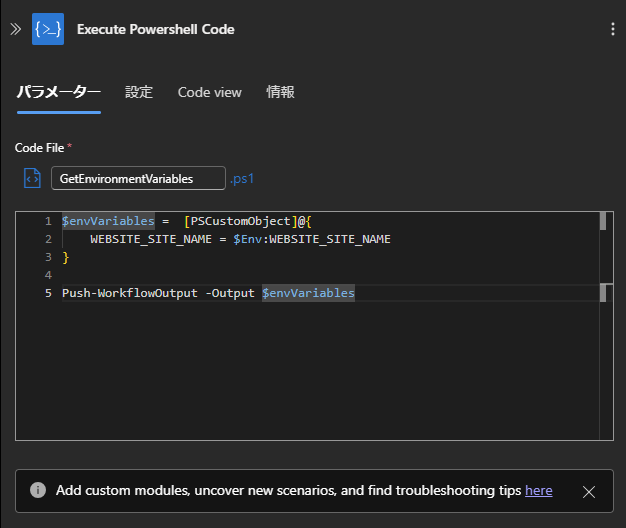 Execute Powershell Code
パラメーター 設定 Code view 情報
Code File *
GetEnvironmentVariables .ps1
1 $envVariables =  [PSCustomObject]@{
2     WEBSITE_SITE_NAME = $Env:WEBSITE_SITE_NAME
3 }
4
5 Push-WorkflowOutput -Output $envVariables
Add custom modules, uncover new scenarios, and find troubleshooting tips here